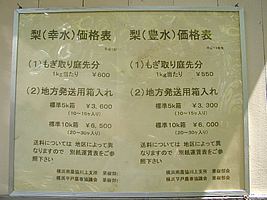 梨(幸水)価格表
(1)もぎ取り庭先分
1kg当たり ¥600
(2)地方発送用箱入れ
標準5k箱 ¥3,600
(10~15ヶ入り)
標準10k箱 ¥6,500
(20~30ヶ入り)
送料については 地区によって異
なりますので 別紙運賃表をご参
照下さい
梨(豊水)価格表
(1)もぎ取り庭先分
1kg当たり ¥550
(2)地方発送用箱入れ
標準5k箱 ¥3,300
(10~15ヶ入り)
標準10k箱 ¥6,000
(20~30ヶ入り)
送料については 地区によって異
なりますので 別紙運賃表をご参
照下さい